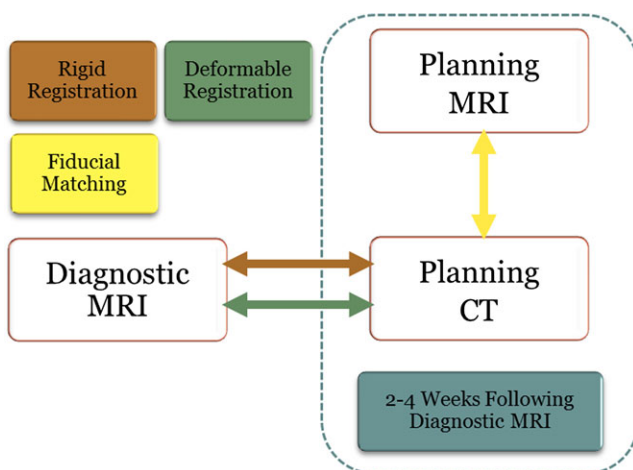 Rigid
Registration
Deformable
Registration
Fiducial
Matching
Planning
MRI
Diagnostic
MRI
Planning
CT
2-4 Weeks Following
Diagnostic MRI